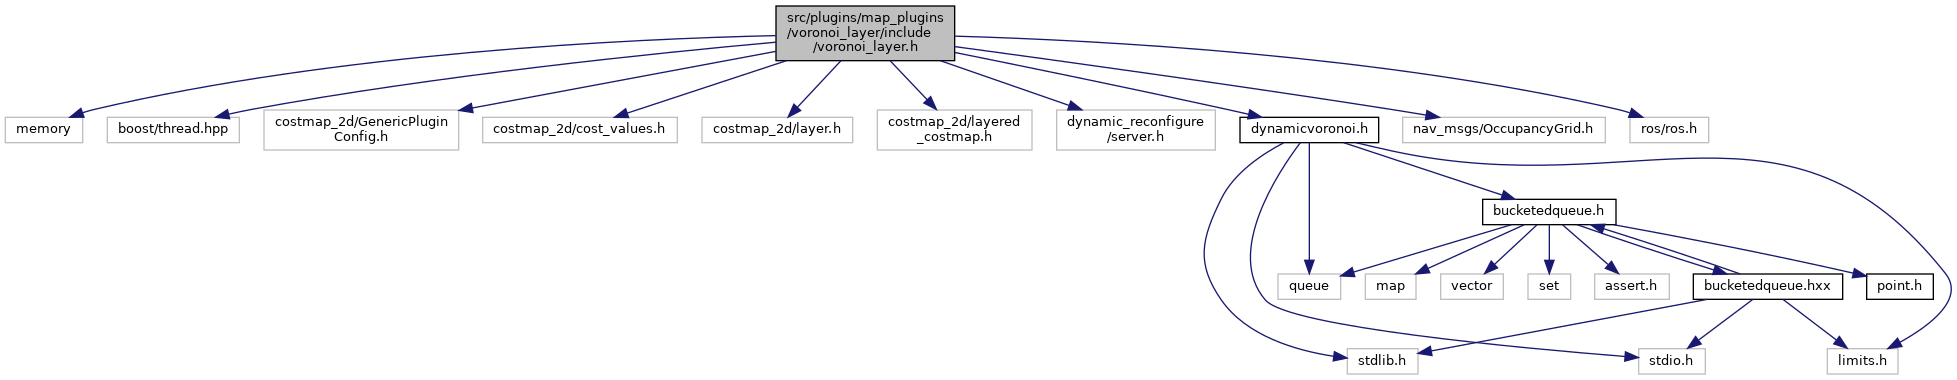 src/plugins/map_plugins
/voronoi_layer/include
/voronoi_layer.h
memory
boost/thread.hpp
costmap_2d/GenericPlugin
Config.h
costmap_2d/cost_values.h
costmap_2d/layer.h
costmap_2d/layered
_costmap.h
dynamic_reconfigure
/server.h
dynamicvoronoi.h
nav_msgs/OccupancyGrid.h
ros/ros.h
bucketedqueue.h
queue
map
vector
set
assert.h
bucketedqueue.hxx
point.h
stdlib.h
stdio.h
limits.h